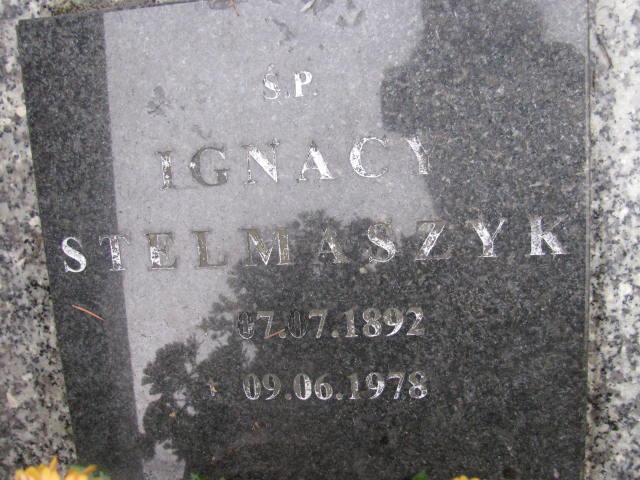 Ś.P.
IGNACY
STELMASZYK
07.07.1892
09.06.1978